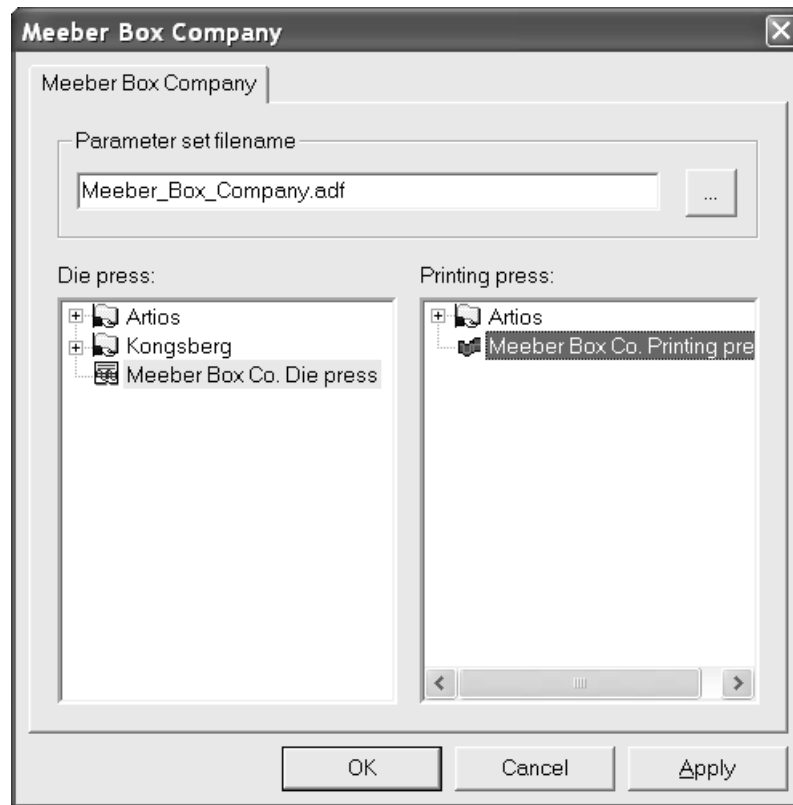 Meeber Box Company
Meeber Box Company
Parameter set filename
Meeber_Box_Company.adf
...
Die press:
Artios
Kongsberg
Meeber Box Co. Die press
Printing press:
Artios
Meeber Box Co. Printing pre
OK
Cancel
Apply